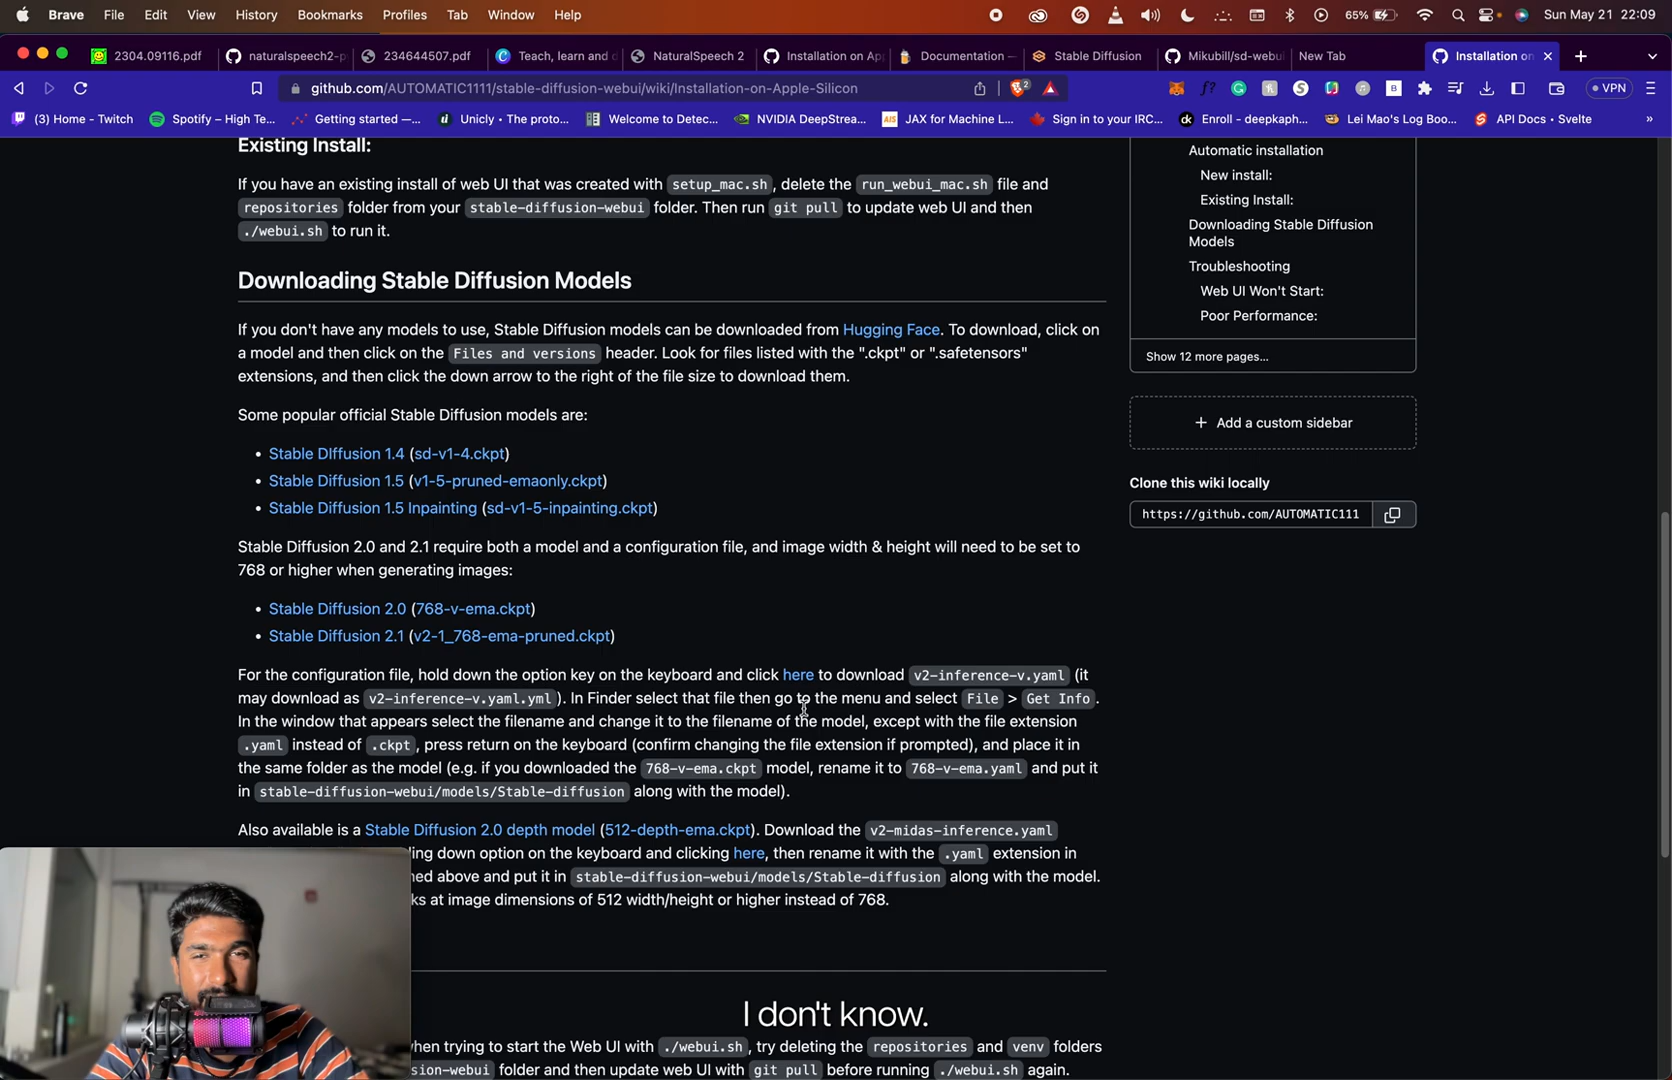 Brave File Edit View History Bookmarks Profiles Tab Window Help 65% Sun May 21 22:09
2304.09116.pdf naturalspeech2-p 234644507.pdf Teach, learn and d NaturalSpeech 2 Installation on Ap Documentation — Stable Diffusion Mikubill/sd-webui New Tab Installation on
github.com/AUTOMATIC1111/stable-diffusion-webui/wiki/Installation-on-Apple-Silicon 2 VPN
(3) Home - Twitch Spotify – High Te... Getting started —... Unicly • The proto... Welcome to Detec... NVIDIA DeepStrea... JAX for Machine L... Sign in to your IRC... Enroll - deepkaph... Lei Mao's Log Boo... API Docs • Svelte »
Existing Install:
If you have an existing install of web UI that was created with setup_mac.sh, delete the run_webui_mac.sh file and
repositories folder from your stable-diffusion-webui folder. Then run git pull to update web UI and then
./webui.sh to run it.
Downloading Stable Diffusion Models
If you don't have any models to use, Stable Diffusion models can be downloaded from Hugging Face. To download, click on
a model and then click on the Files and versions header. Look for files listed with the ".ckpt" or ".safetensors"
extensions, and then click the down arrow to the right of the file size to download them.
Some popular official Stable Diffusion models are:
• Stable DIffusion 1.4 (sd-v1-4.ckpt)
• Stable Diffusion 1.5 (v1-5-pruned-emaonly.ckpt)
• Stable Diffusion 1.5 Inpainting (sd-v1-5-inpainting.ckpt)
Stable Diffusion 2.0 and 2.1 require both a model and a configuration file, and image width & height will need to be set to
768 or higher when generating images:
• Stable Diffusion 2.0 (768-v-ema.ckpt)
• Stable Diffusion 2.1 (v2-1_768-ema-pruned.ckpt)
For the configuration file, hold down the option key on the keyboard and click here to download v2-inference-v.yaml (it
may download as v2-inference-v.yaml.yml). In Finder select that file then go to the menu and select File > Get Info.
In the window that appears select the filename and change it to the filename of the model, except with the file extension
.yaml instead of .ckpt, press return on the keyboard (confirm changing the file extension if prompted), and place it in
the same folder as the model (e.g. if you downloaded the 768-v-ema.ckpt model, rename it to 768-v-ema.yaml and put it
in stable-diffusion-webui/models/Stable-diffusion along with the model).
Also available is a Stable Diffusion 2.0 depth model (512-depth-ema.ckpt). Download the v2-midas-inference.yaml
ling down option on the keyboard and clicking here, then rename it with the .yaml extension in
ned above and put it in stable-diffusion-webui/models/Stable-diffusion along with the model.
ks at image dimensions of 512 width/height or higher instead of 768.
I don't know.
when trying to start the Web UI with ./webui.sh, try deleting the repositories and venv folders
sion-webui folder and then update web UI with git pull before running ./webui.sh again.
Automatic installation
New install:
Existing Install:
Downloading Stable Diffusion
Models
Troubleshooting
Web UI Won't Start:
Poor Performance:
Show 12 more pages...
+ Add a custom sidebar
Clone this wiki locally
https://github.com/AUTOMATIC111